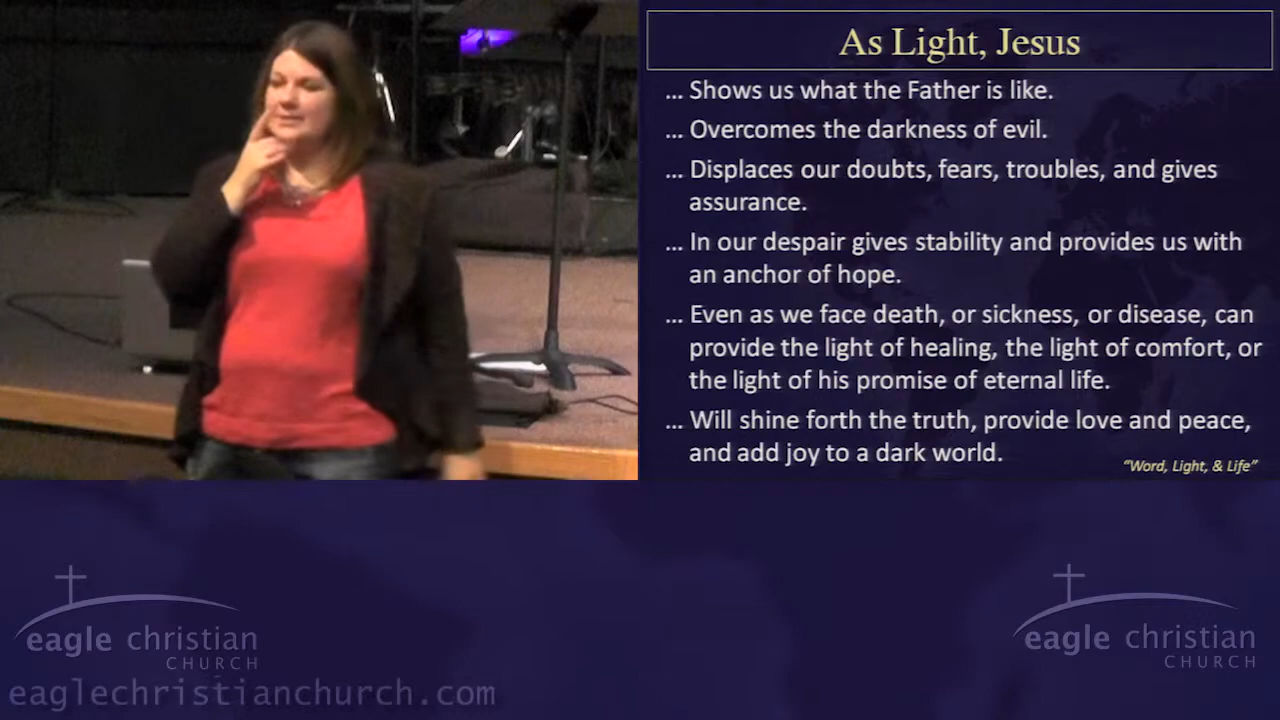 As Light, Jesus
... Shows us what the Father is like.
... Overcomes the darkness of evil.
... Displaces our doubts, fears, troubles, and gives
assurance.
... In our despair gives stability and provides us with
an anchor of hope.
... Even as we face death, or sickness, or disease, can
provide the light of healing, the light of comfort, or
the light of his promise of eternal life.
... Will shine forth the truth, provide love and peace,
and add joy to a dark world.
"Word, Light, & Life"
eagle christian
CHURCH
eaglechristianchurch.com
eagle christian
CHURCH